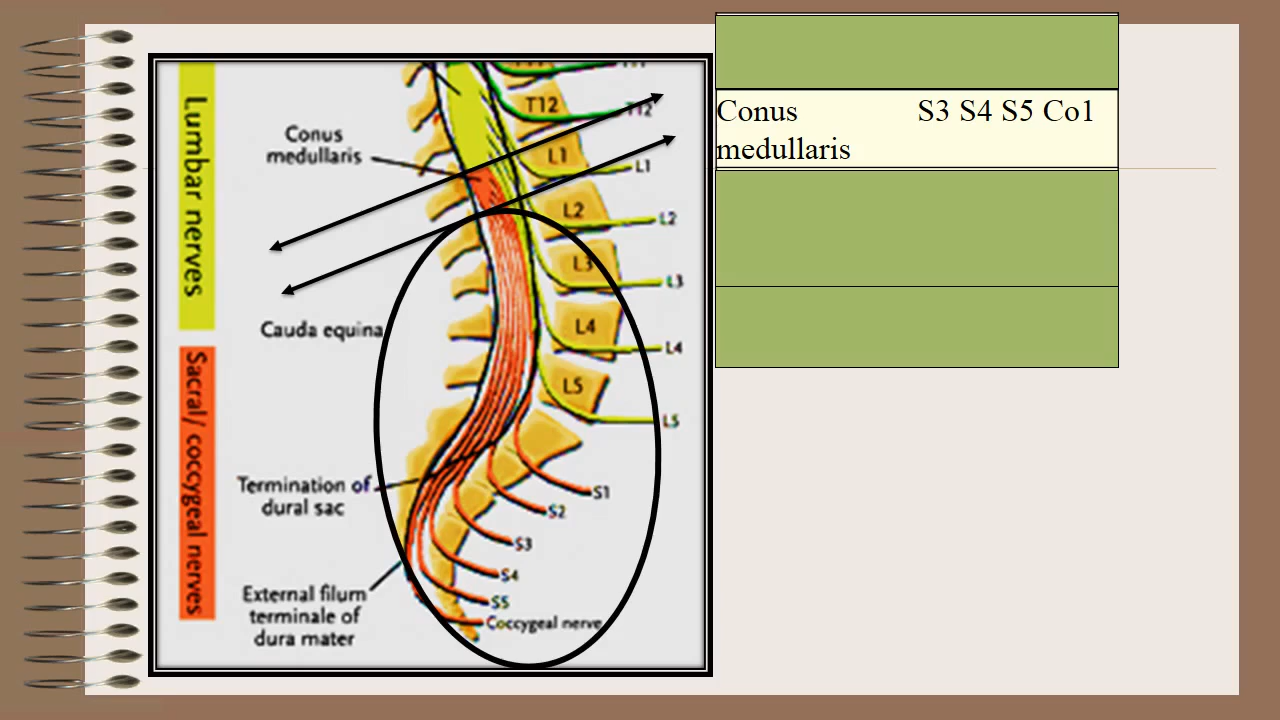 Lumbar nerves
Sacral/ coccygeal nerves
Conus
medullaris
Cauda equina
Termination of
dural sac
External filum
terminale of
dura mater
T12
T12
L1
L1
L2
L2
L3
L3
L4
L4
L5
L5
S1
S2
S3
S4
S5
Coccygeal nerve
Conus S3 S4 S5 Co1
medullaris